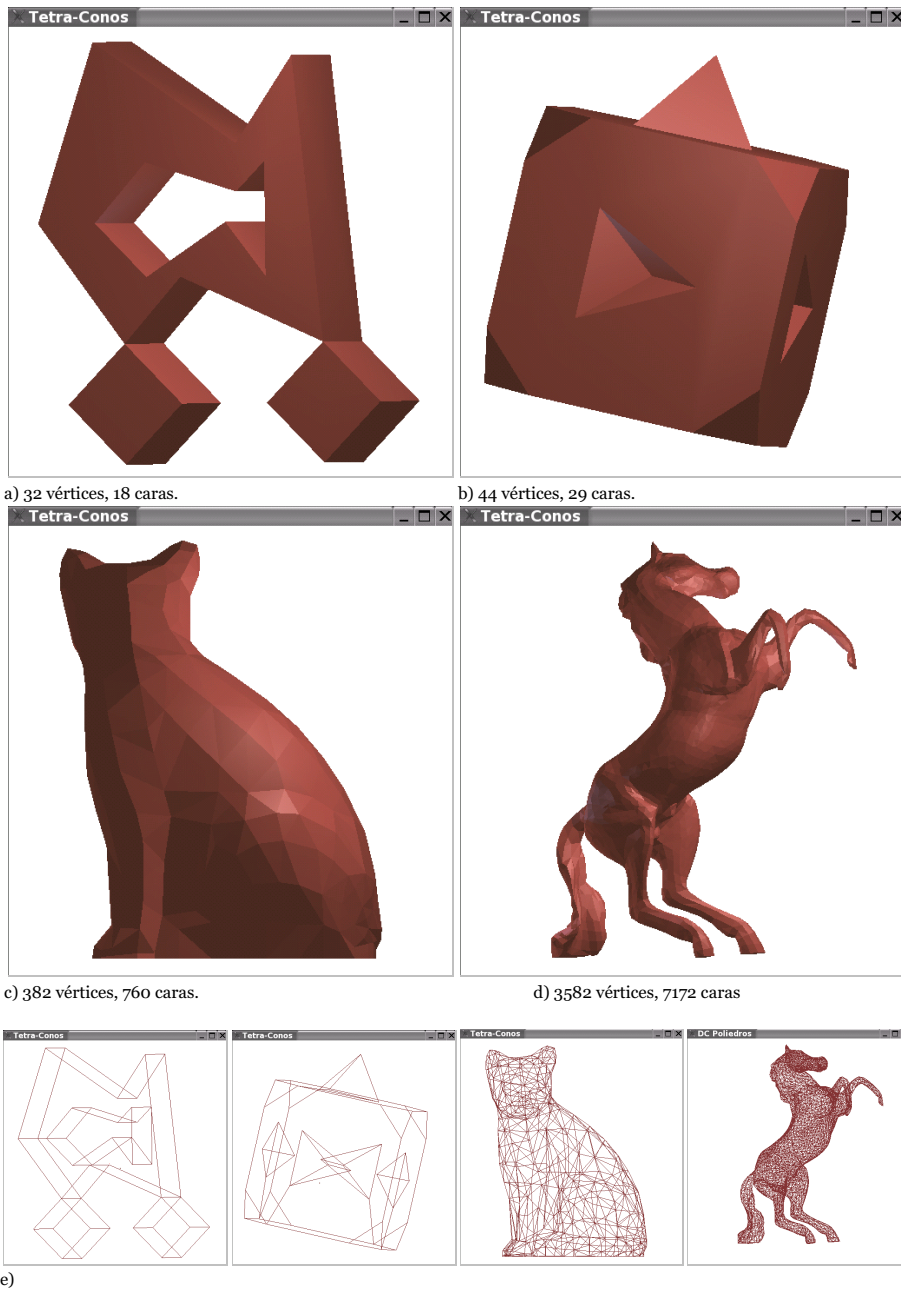 Tetra-Conos
Tetra-Conos
a) 32 vértices, 18 caras.
b) 44 vértices, 29 caras.
Tetra-Conos
Tetra-Conos
c) 382 vértices, 760 caras.
d) 3582 vértices, 7172 caras
Tetra-Conos
Tetra-Conos
Tetra-Conos
DC Poliedros
e)